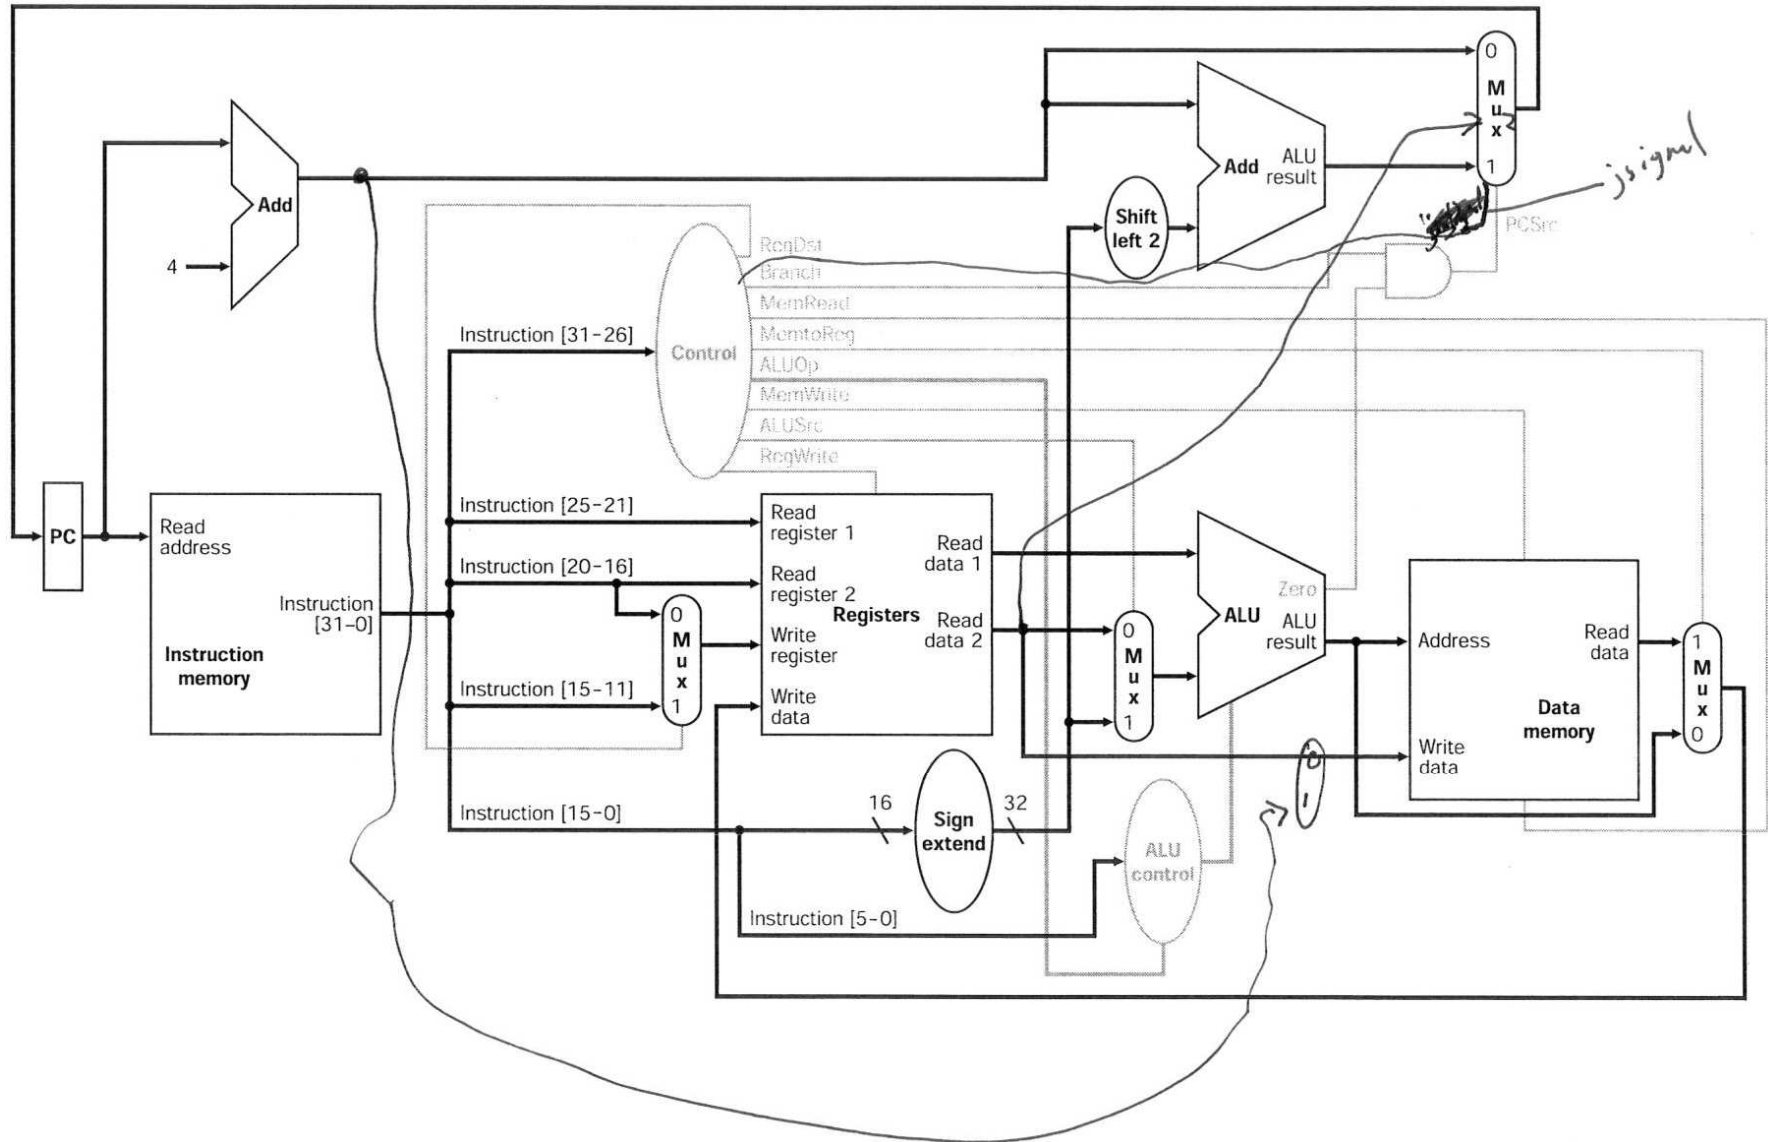 0
M
u
x
1
2
jsignal
PCSrc
Add
ALU
result
Add
4
Shift
left 2
RegDst
Branch
MemRead
MemtoReg
ALUOp
MemWrite
ALUSrc
RegWrite
Control
Instruction [31–26]
Instruction [25–21]
Instruction [20–16]
Instruction [15–11]
Instruction [15–0]
Instruction [5–0]
PC
Read
address
Instruction
[31–0]
Instruction
memory
0
M
u
x
1
Read
register 1
Read
register 2
Write
register
Write
data
Registers
Read
data 1
Read
data 2
16
Sign
extend
32
0
M
u
x
1
Zero
ALU
ALU
result
ALU
control
0
1
Address
Write
data
Read
data
Data
memory
1
M
u
x
0